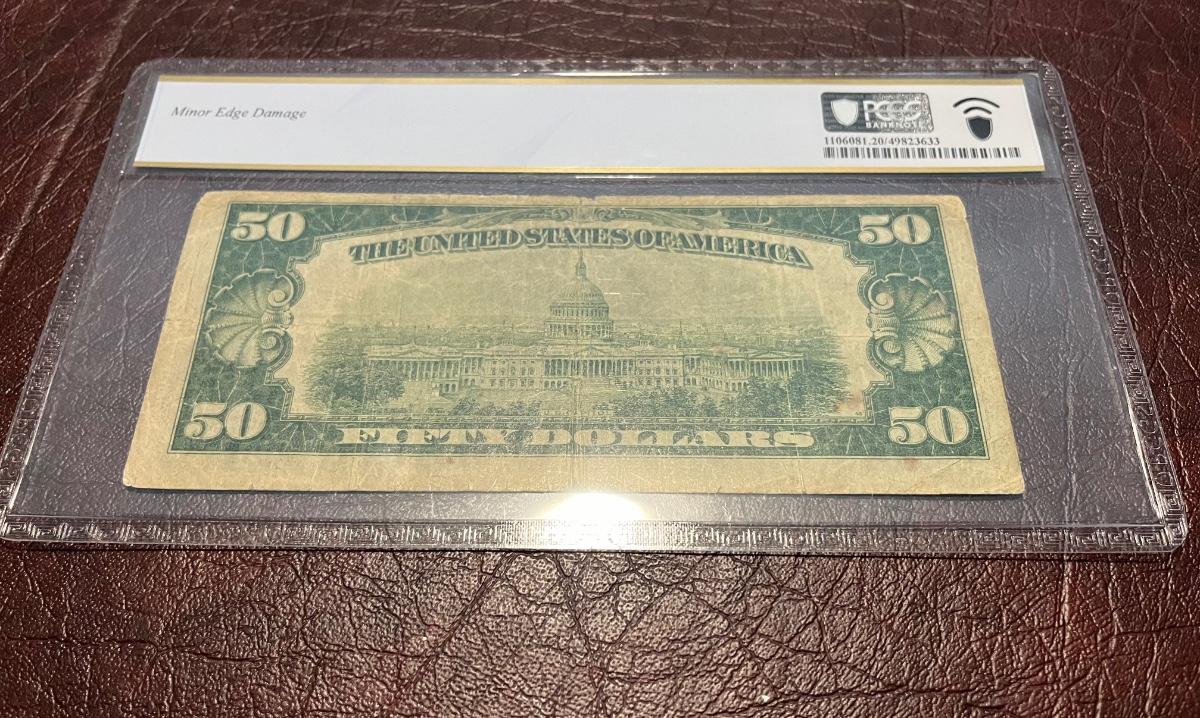 Minor Edge Damage
PCGS
BANKNOTE
1106081.20/49823633
50
50
THE UNITED STATES OF AMERICA
50
50
FIFTY DOLLARS